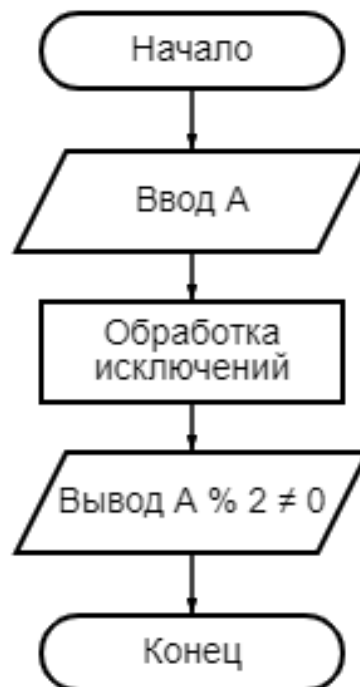 Начало
Ввод A
Обработка
исключений
Вывод A % 2 ≠ 0
Конец